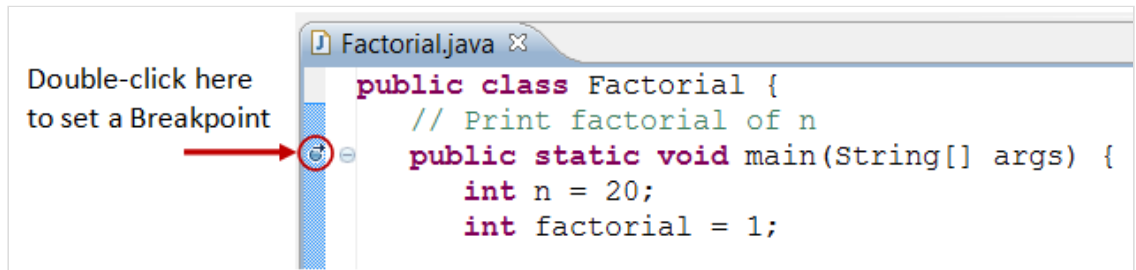 Factorial.java
Double-click here
to set a Breakpoint
public class Factorial {
// Print factorial of n
public static void main(String[] args) {
int n = 20;
int factorial = 1;